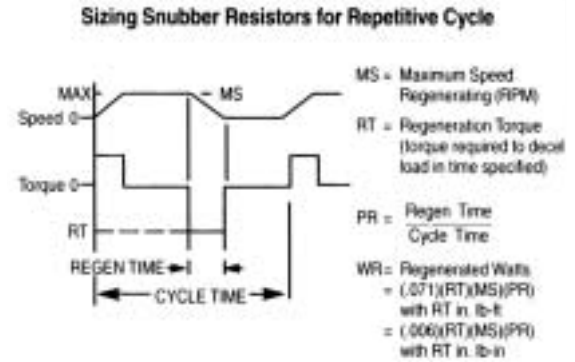 Sizing Snubber Resistors for Repetitive Cycle
MAX
MS
Speed 0
Torque 0
RT
REGEN TIME
CYCLE TIME
MS = Maximum Speed
Regenerating (RPM)
RT = Regeneration Torque
(torque required to decel
load in time specified)
PR = Regen Time
Cycle Time
WR = Regenerated Watts
= (.071)(RT)(MS)(PR)
with RT in. lb-ft
= (.006)(RT)(MS)(PR)
with RT in. lb-in